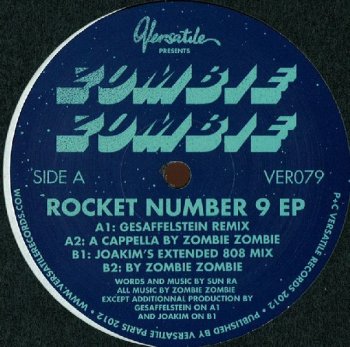 Versatile
PRESENTS
ZOMBIE
ZOMBIE
SIDE A
VER079
ROCKET NUMBER 9 EP
A1: GESAFFELSTEIN REMIX
A2: A CAPPELLA BY ZOMBIE ZOMBIE
B1: JOAKIM'S EXTENDED 808 MIX
B2: BY ZOMBIE ZOMBIE
WORDS AND MUSIC BY SUN RA
ALL MUSIC BY ZOMBIE ZOMBIE
EXCEPT ADDITIONNAL PRODUCTION BY
GESAFFELSTEIN ON A1
AND JOAKIM ON B1
P+C VERSATILE RECORDS 2012 • PUBLISHED BY VERSATILE PARIS 2012 • WWW.VERSATILERECORDS.COM